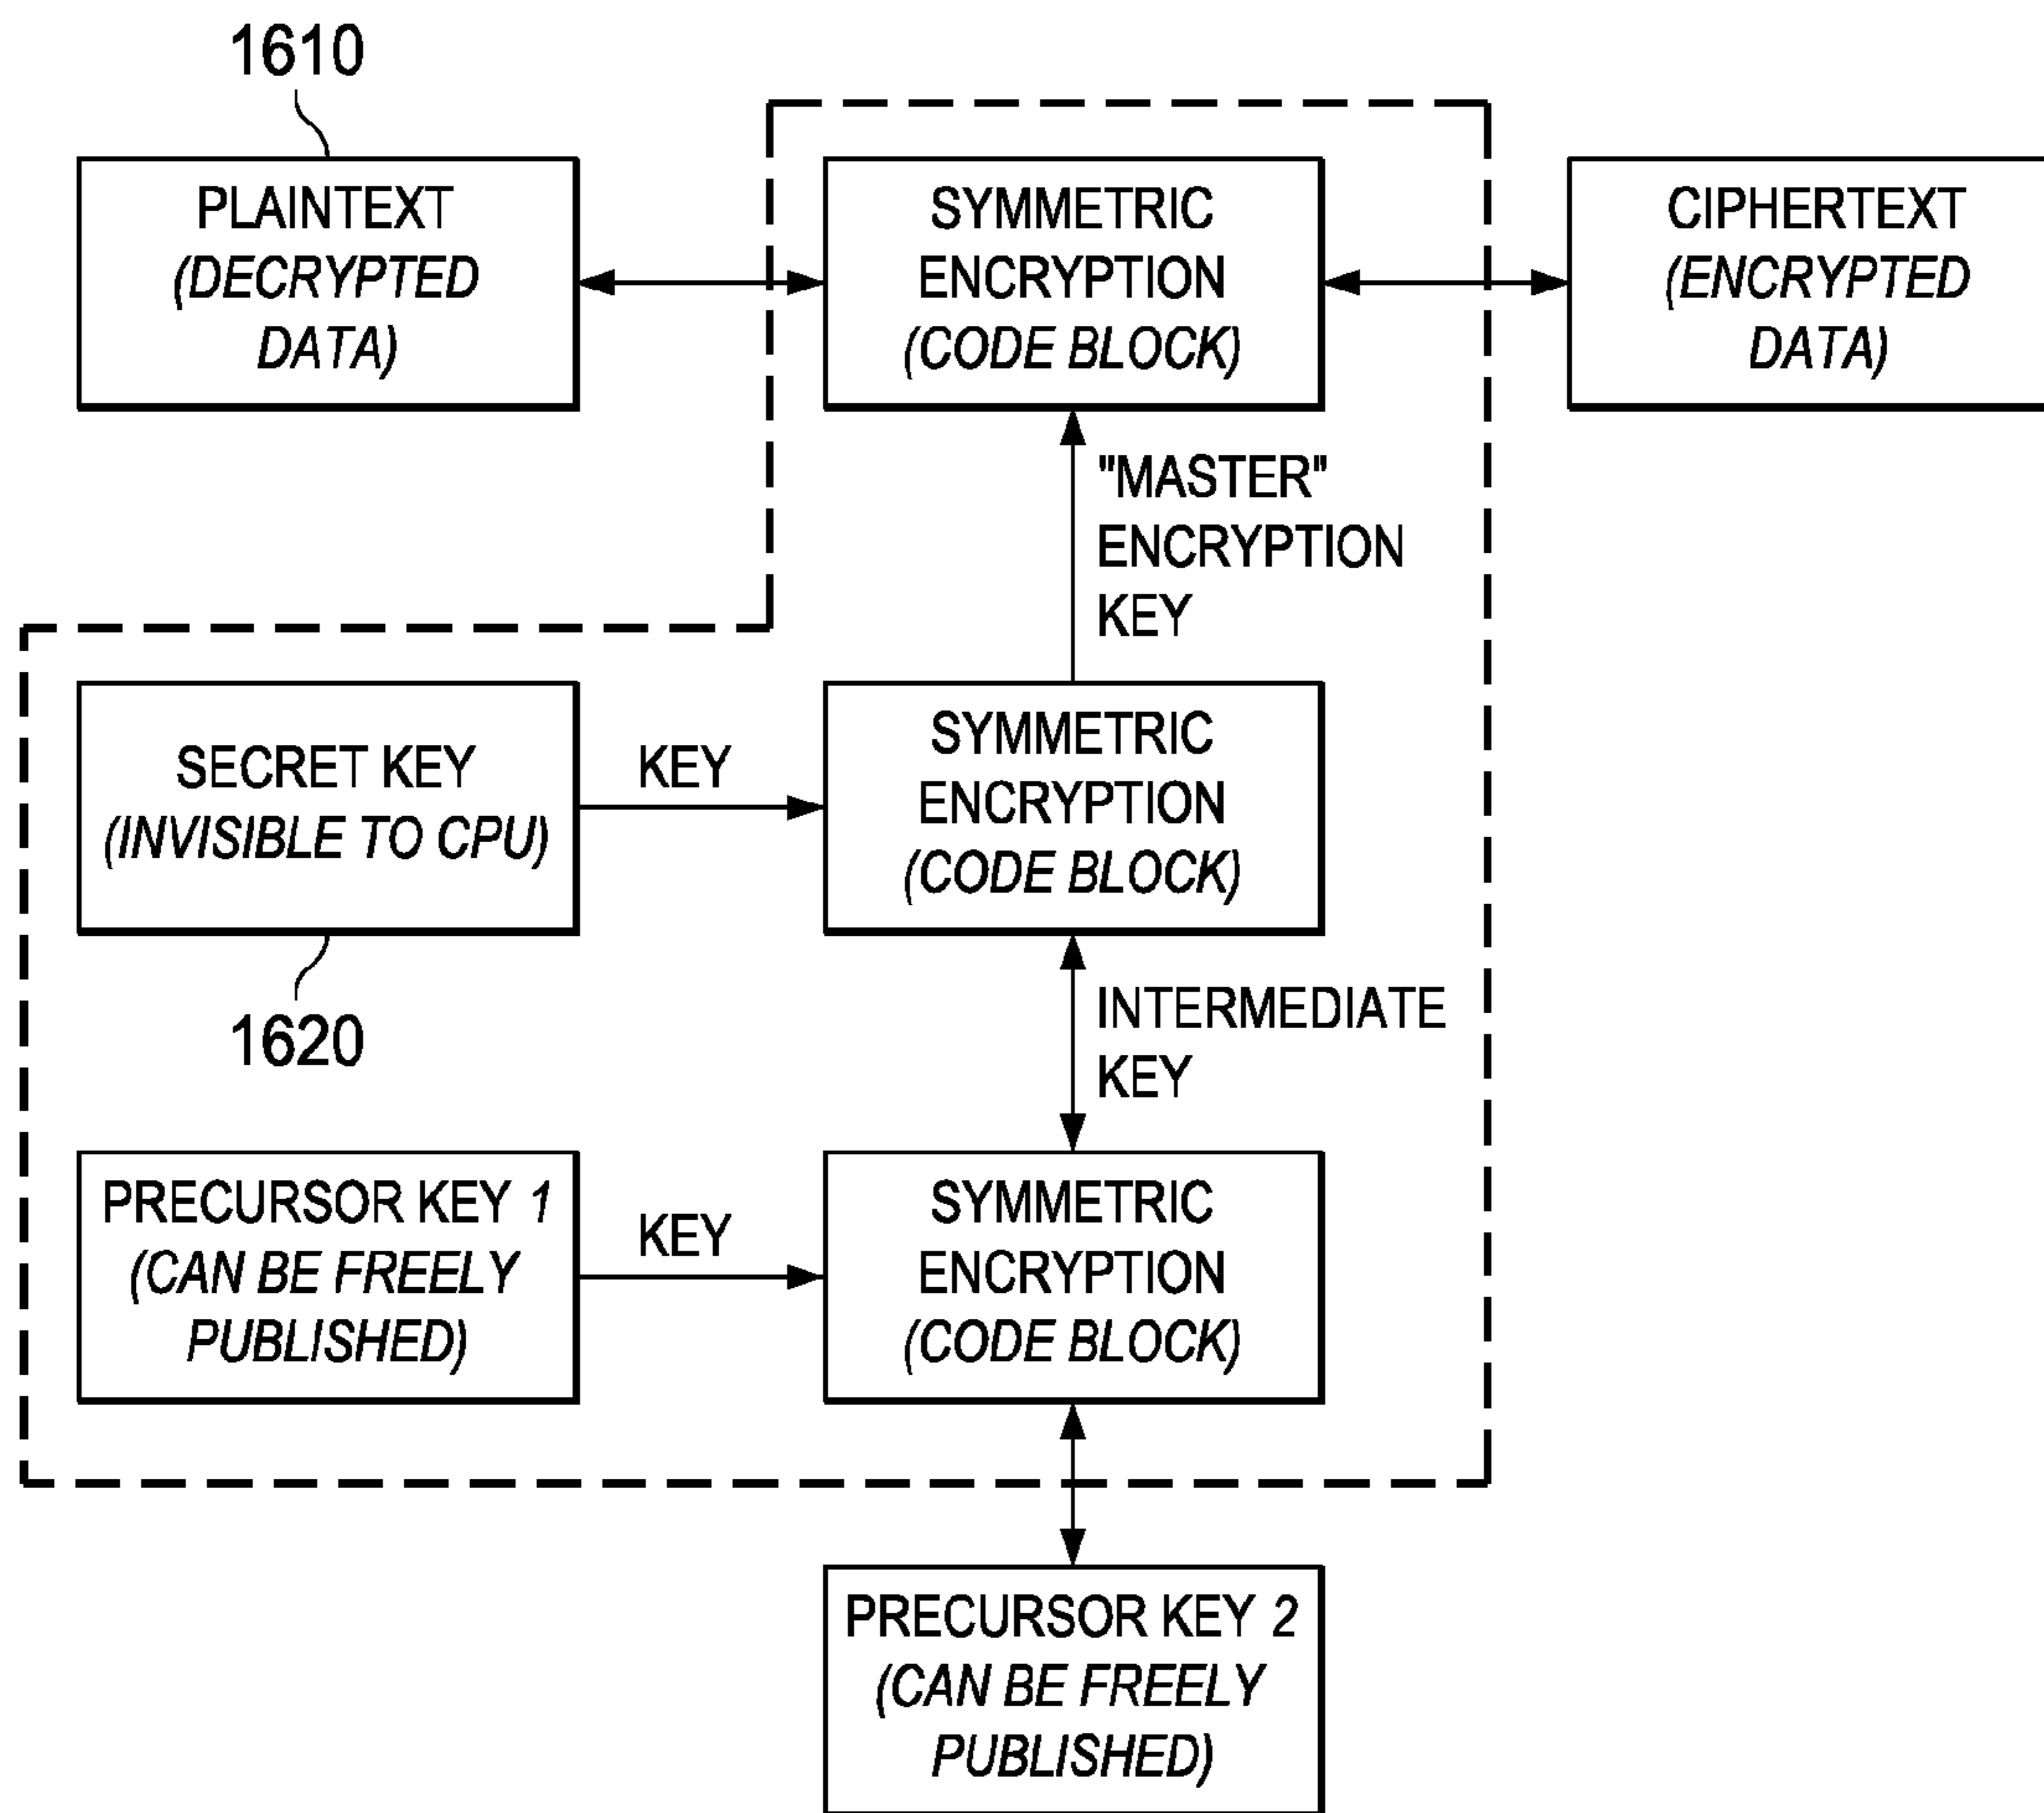 1610
PLAINTEXT
(DECRYPTED
DATA)
SYMMETRIC
ENCRYPTION
(CODE BLOCK)
CIPHERTEXT
(ENCRYPTED
DATA)
"MASTER"
ENCRYPTION
KEY
SECRET KEY
(INVISIBLE TO CPU)
KEY
SYMMETRIC
ENCRYPTION
(CODE BLOCK)
1620
INTERMEDIATE
KEY
PRECURSOR KEY 1
(CAN BE FREELY
PUBLISHED)
KEY
SYMMETRIC
ENCRYPTION
(CODE BLOCK)
PRECURSOR KEY 2
(CAN BE FREELY
PUBLISHED)